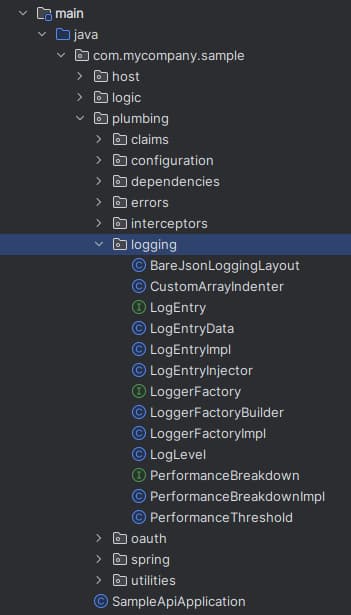 main
java
com.mycompany.sample
host
logic
plumbing
claims
configuration
dependencies
errors
interceptors
logging
C BareJsonLoggingLayout
C CustomArrayIndenter
I LogEntry
C LogEntryData
C LogEntryImpl
C LogEntryInjector
I LoggerFactory
C LoggerFactoryBuilder
C LoggerFactoryImpl
C LogLevel
I PerformanceBreakdown
C PerformanceBreakdownImpl
C PerformanceThreshold
oauth
spring
utilities
C SampleApiApplication